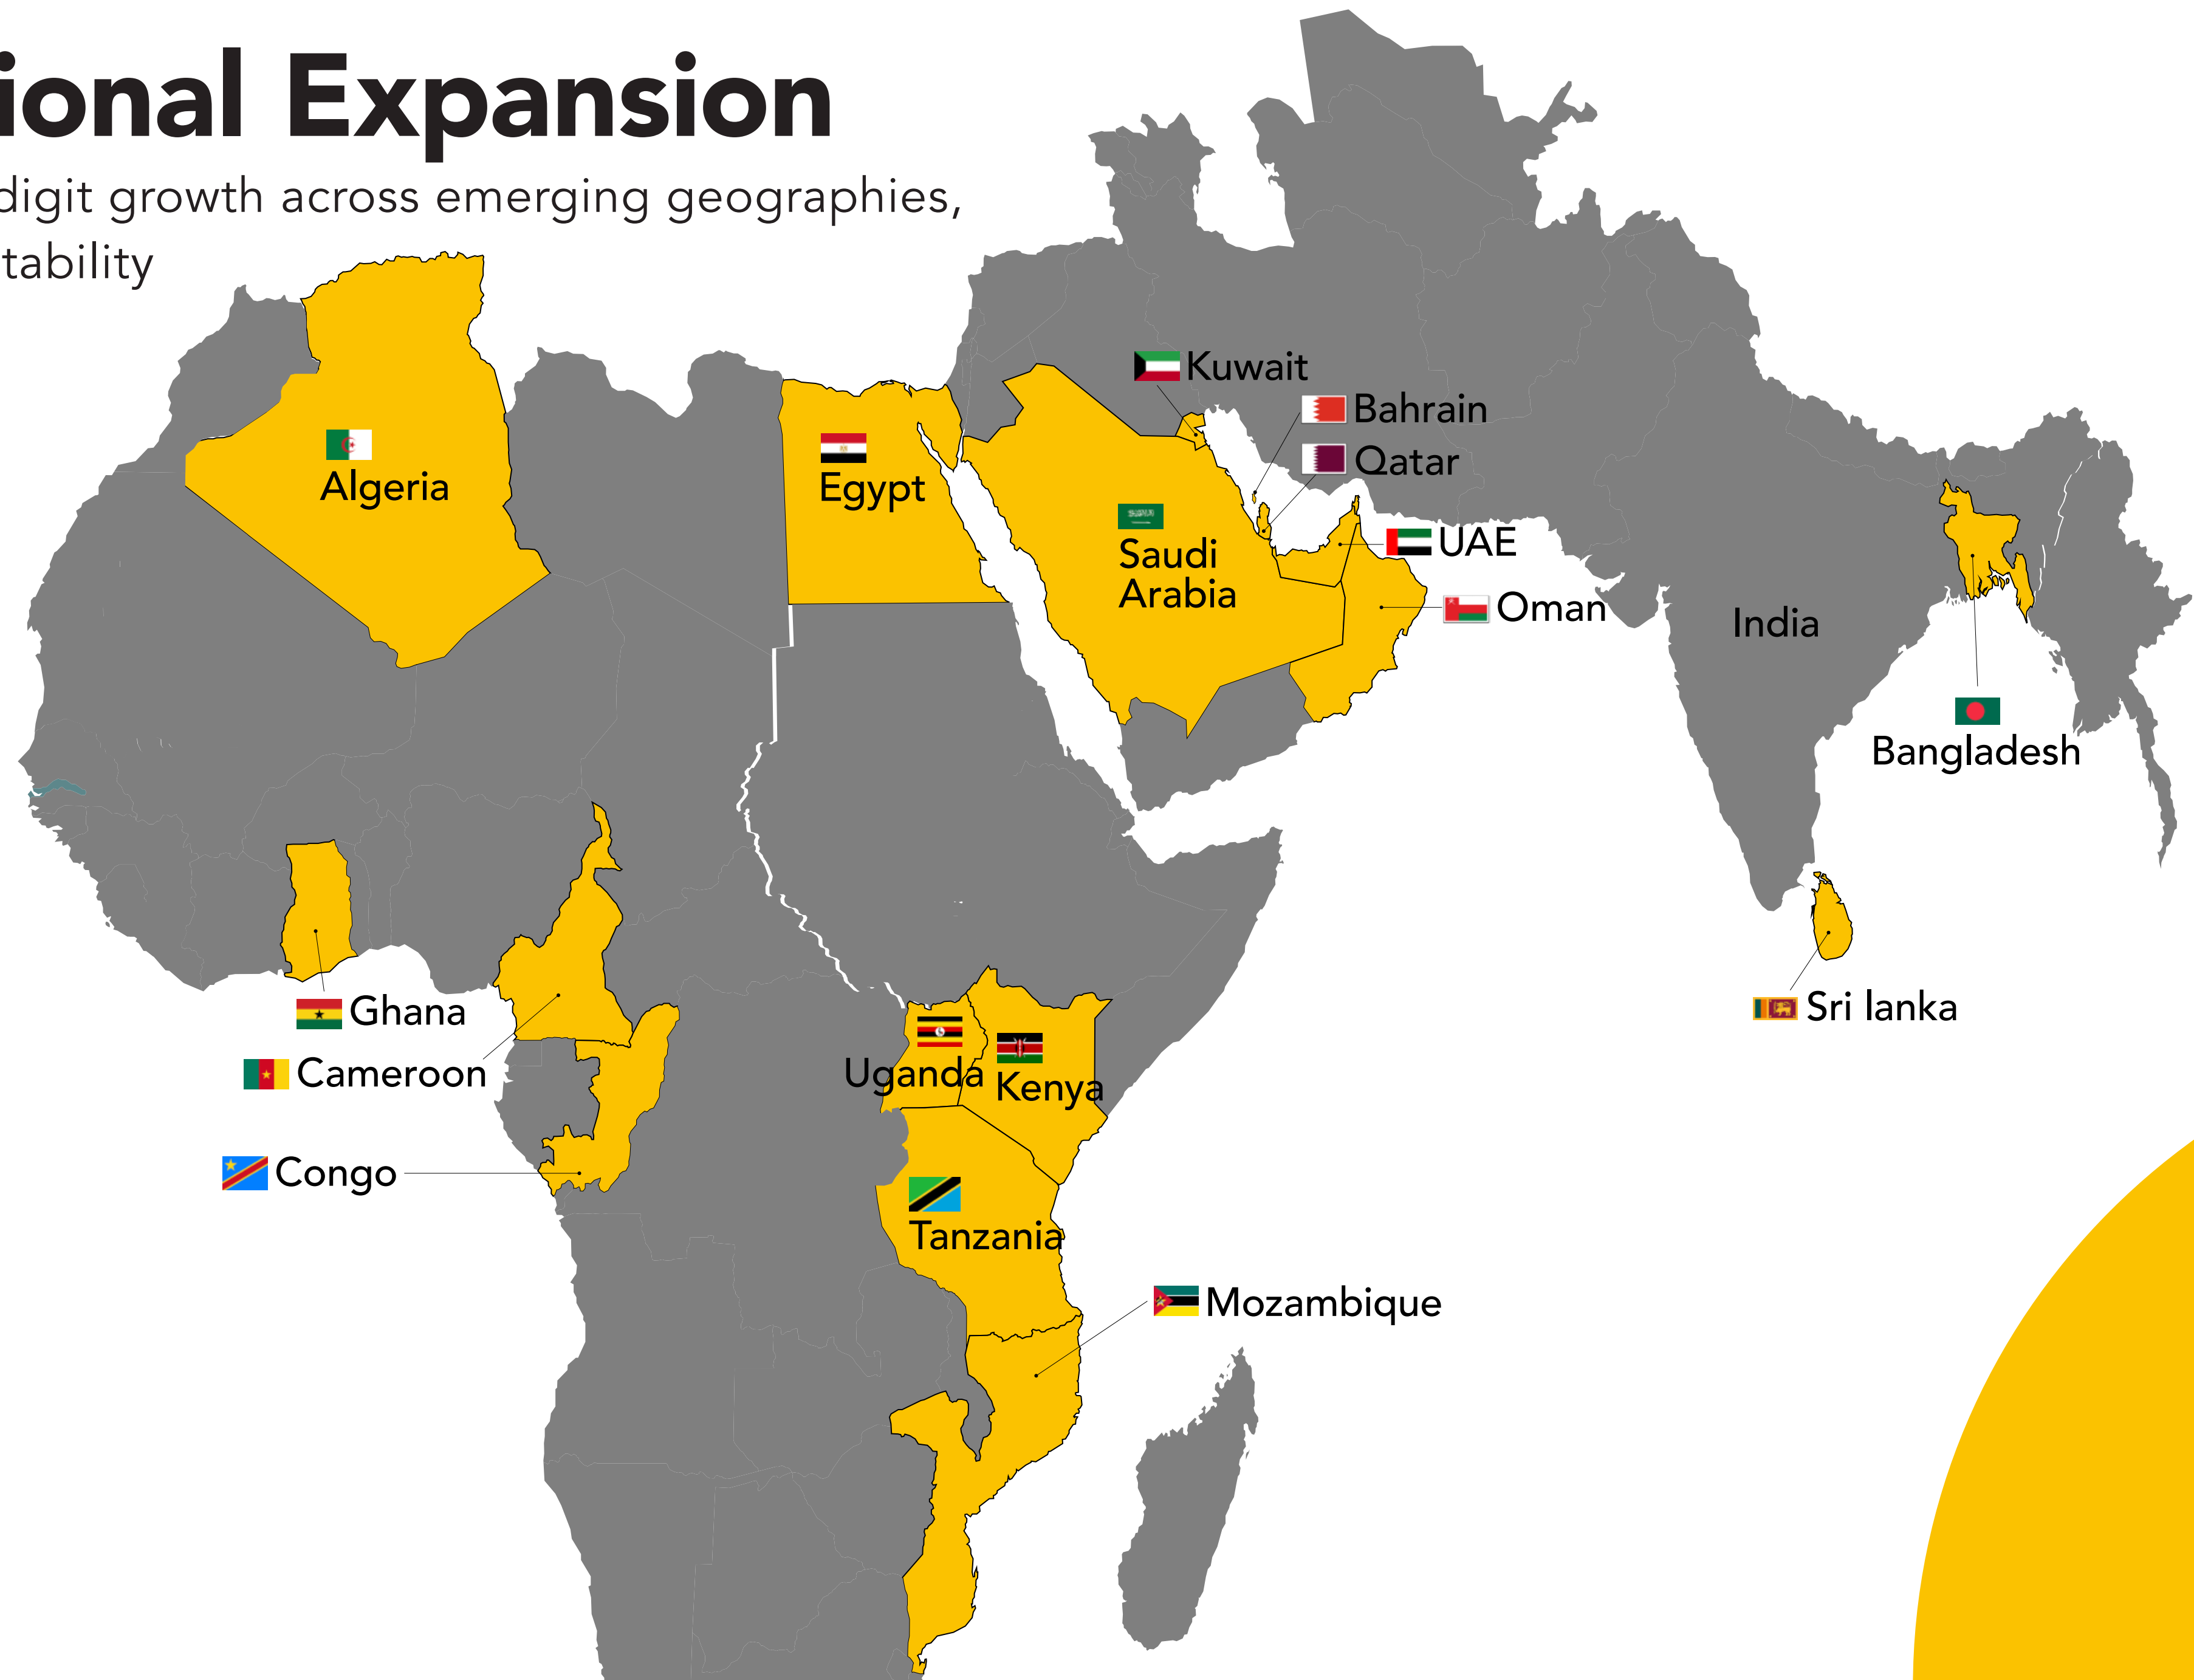 ional Expansion
digit growth across emerging geographies,
tability
Kuwait
Bahrain
Qatar
Algeria
Egypt
UAE
Saudi
Arabia
Oman
India
Bangladesh
Ghana
Sri lanka
Cameroon
Uganda
Kenya
Congo
Tanzania
Mozambique